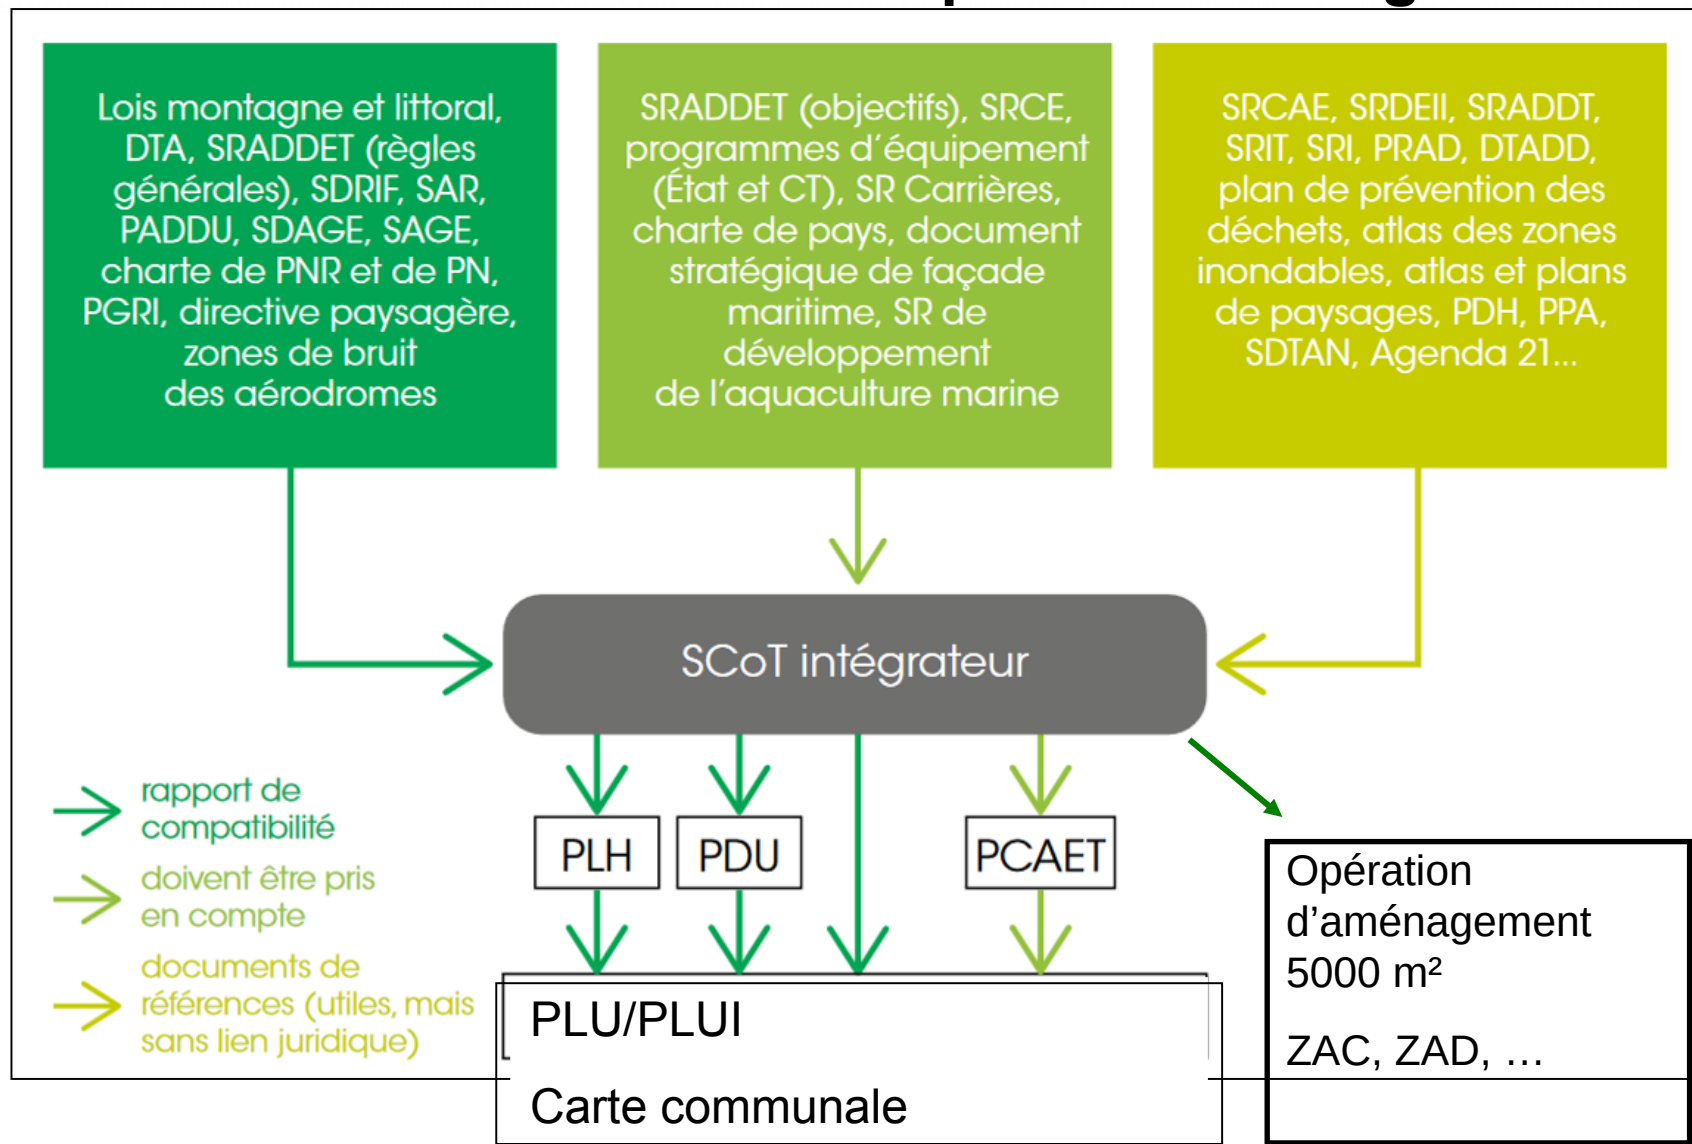 Lois montagne et littoral,
DTA, SRADDET (règles
générales), SDRIF, SAR,
PADDU, SDAGE, SAGE,
charte de PNR et de PN,
PGRI, directive paysagère,
zones de bruit
des aérodromes
SRADDET (objectifs), SRCE,
programmes d’équipement
(État et CT), SR Carrières,
charte de pays, document
stratégique de façade
maritime, SR de
développement
de l’aquaculture marine
SRCAE, SRDEII, SRADDT,
SRIT, SRI, PRAD, DTADD,
plan de prévention des
déchets, atlas des zones
inondables, atlas et plans
de paysages, PDH, PPA,
SDTAN, Agenda 21...
SCoT intégrateur
rapport de
compatibilité
doivent être pris
en compte
documents de
références (utiles, mais
sans lien juridique)
PLH
PDU
PCAET
PLU/PLUI
Carte communale
Opération
d’aménagement
5000 m²
ZAC, ZAD, …